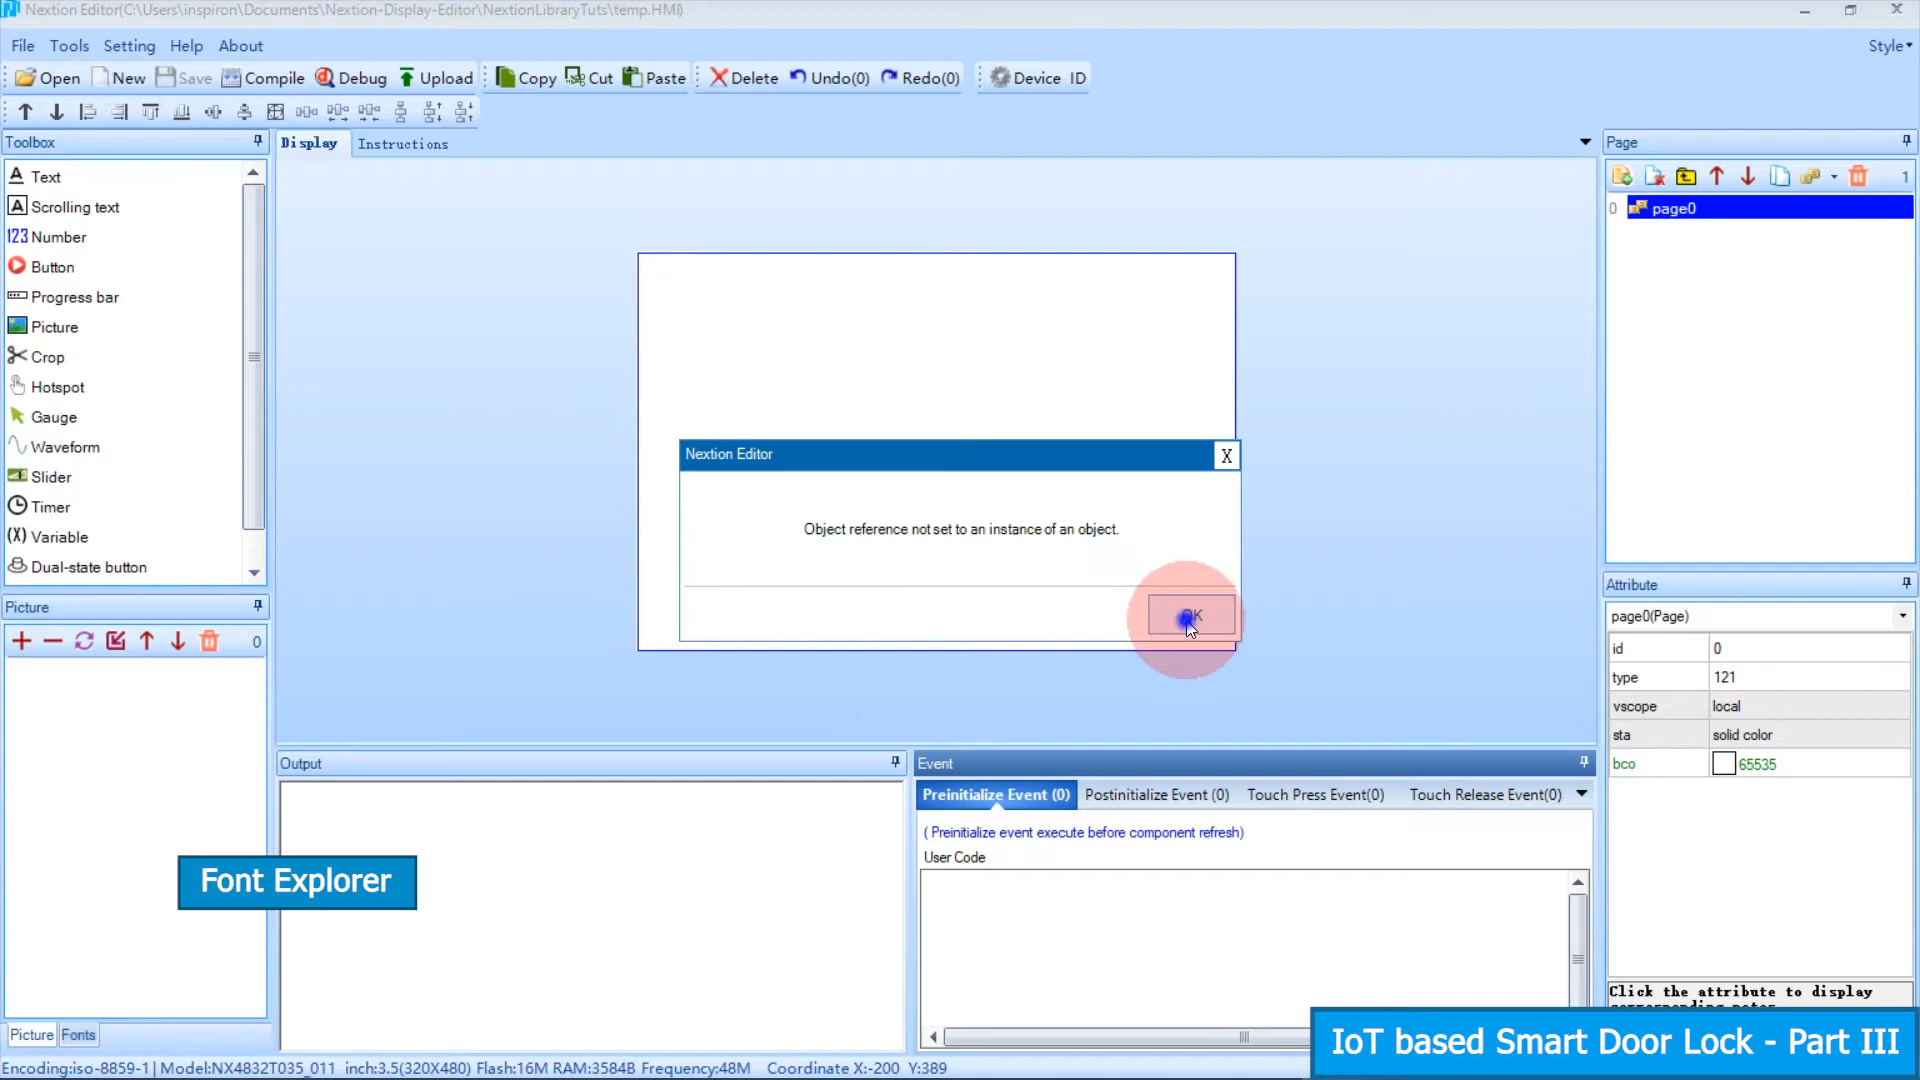 Nextion Editor(C:\Users\inspiron\Documents\Nextion-Display-Editor\NextionLibraryTuts\temp.HMI)
File Tools Setting Help About Style
Open New Save Compile Debug Upload Copy Cut Paste Delete Undo(0) Redo(0) Device ID
Toolbox
Text
Scrolling text
123 Number
Button
Progress bar
Picture
Crop
Hotspot
Gauge
Waveform
Slider
Timer
(X) Variable
Dual-state button
Picture
0
Picture Fonts
Display Instructions
Nextion Editor X
Object reference not set to an instance of an object.
OK
Output
Font Explorer
Event
Preinitialize Event (0) Postinitialize Event (0) Touch Press Event(0) Touch Release Event(0)
( Preinitialize event execute before component refresh)
User Code
Page
1
0 page0
Attribute
page0(Page)
id 0
type 121
vscope local
sta solid color
bco 65535
Click the attribute to display
IoT based Smart Door Lock - Part III
Encoding:iso-8859-1 | Model:NX4832T035_011 inch:3.5(320X480) Flash:16M RAM:3584B Frequency:48M Coordinate X:-200 Y:389